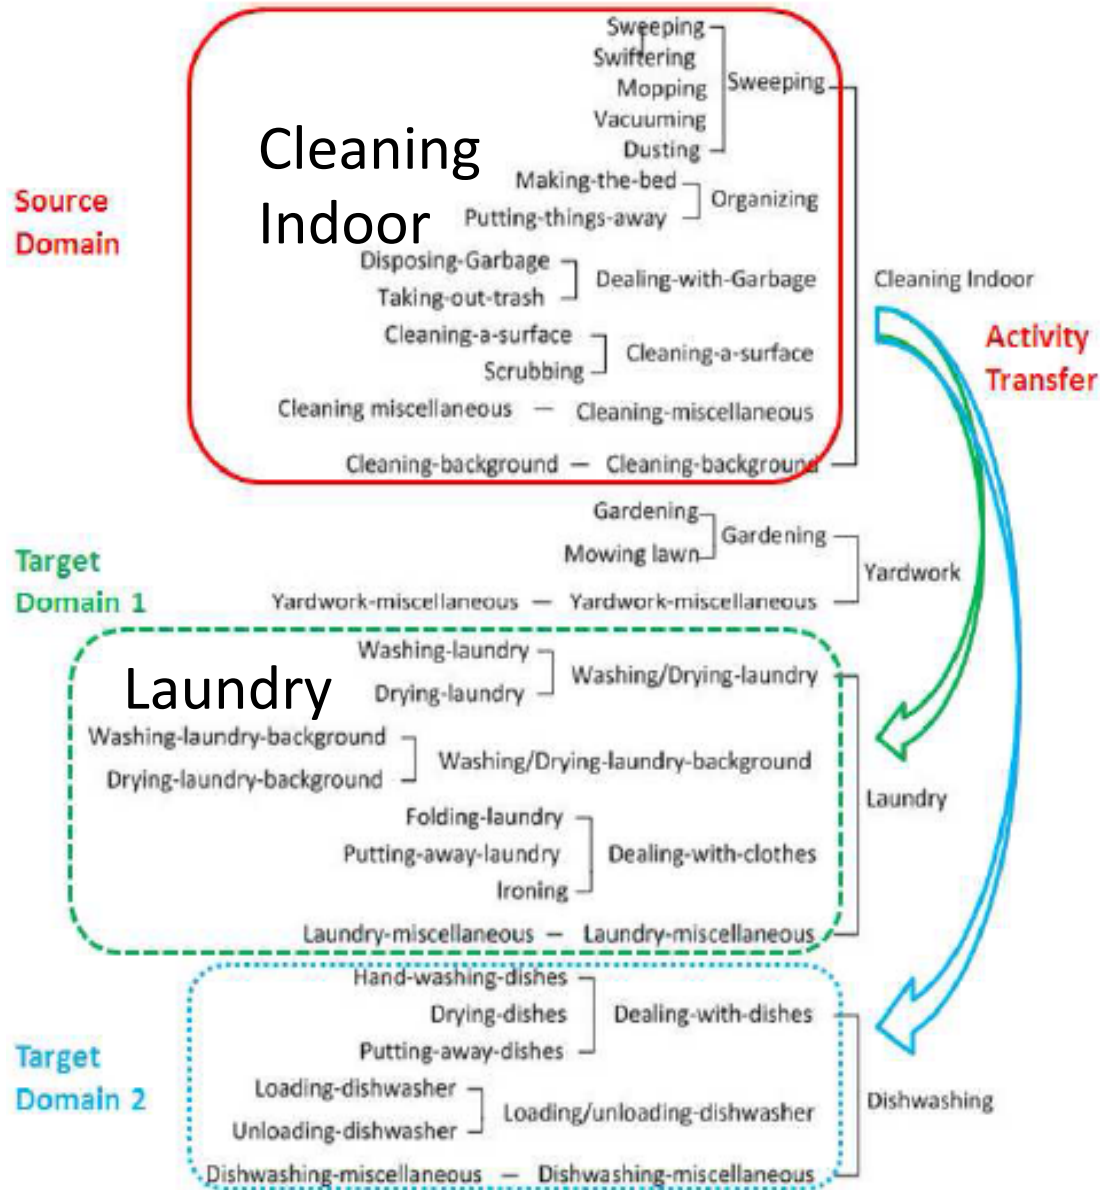 Sweeping
Swiftering
Mopping
Vacuuming
Dusting
Sweeping
Cleaning
Indoor
Source
Domain
Making-the-bed
Putting-things-away
Organizing
Disposing-Garbage
Taking-out-trash
Dealing-with-Garbage
Cleaning Indoor
Cleaning-a-surface
Scrubbing
Cleaning-a-surface
Activity
Transfer
Cleaning miscellaneous — Cleaning-miscellaneous
Cleaning-background — Cleaning-background
Gardening
Mowing lawn
Gardening
Yardwork
Target
Domain 1
Yardwork-miscellaneous — Yardwork-miscellaneous
Laundry
Washing-laundry
Drying-laundry
Washing/Drying-laundry
Washing-laundry-background
Drying-laundry-background
Washing/Drying-laundry-background
Laundry
Folding-laundry
Putting-away-laundry
Ironing
Dealing-with-clothes
Laundry-miscellaneous — Laundry-miscellaneous
Hand-washing-dishes
Drying-dishes
Putting-away-dishes
Dealing-with-dishes
Target
Domain 2
Loading-dishwasher
Unloading-dishwasher
Loading/unloading-dishwasher
Dishwashing
Dishwashing-miscellaneous — Dishwashing-miscellaneous